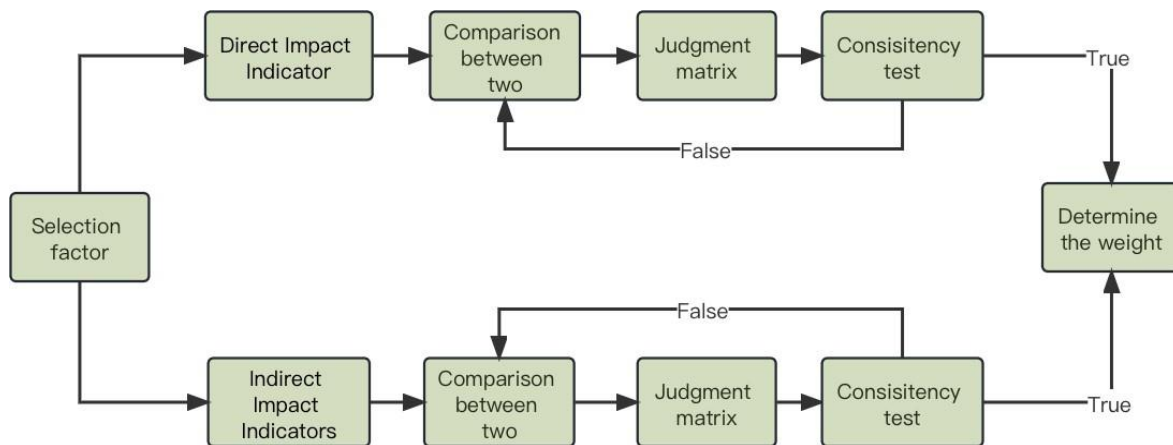 Direct Impact
Indicator
Comparison
between
two
Judgment
matrix
Consisitency
test
True
False
Selection
factor
Determine
the weight
False
Indirect
Impact
Indicators
Comparison
between
two
Judgment
matrix
Consisitency
test
True